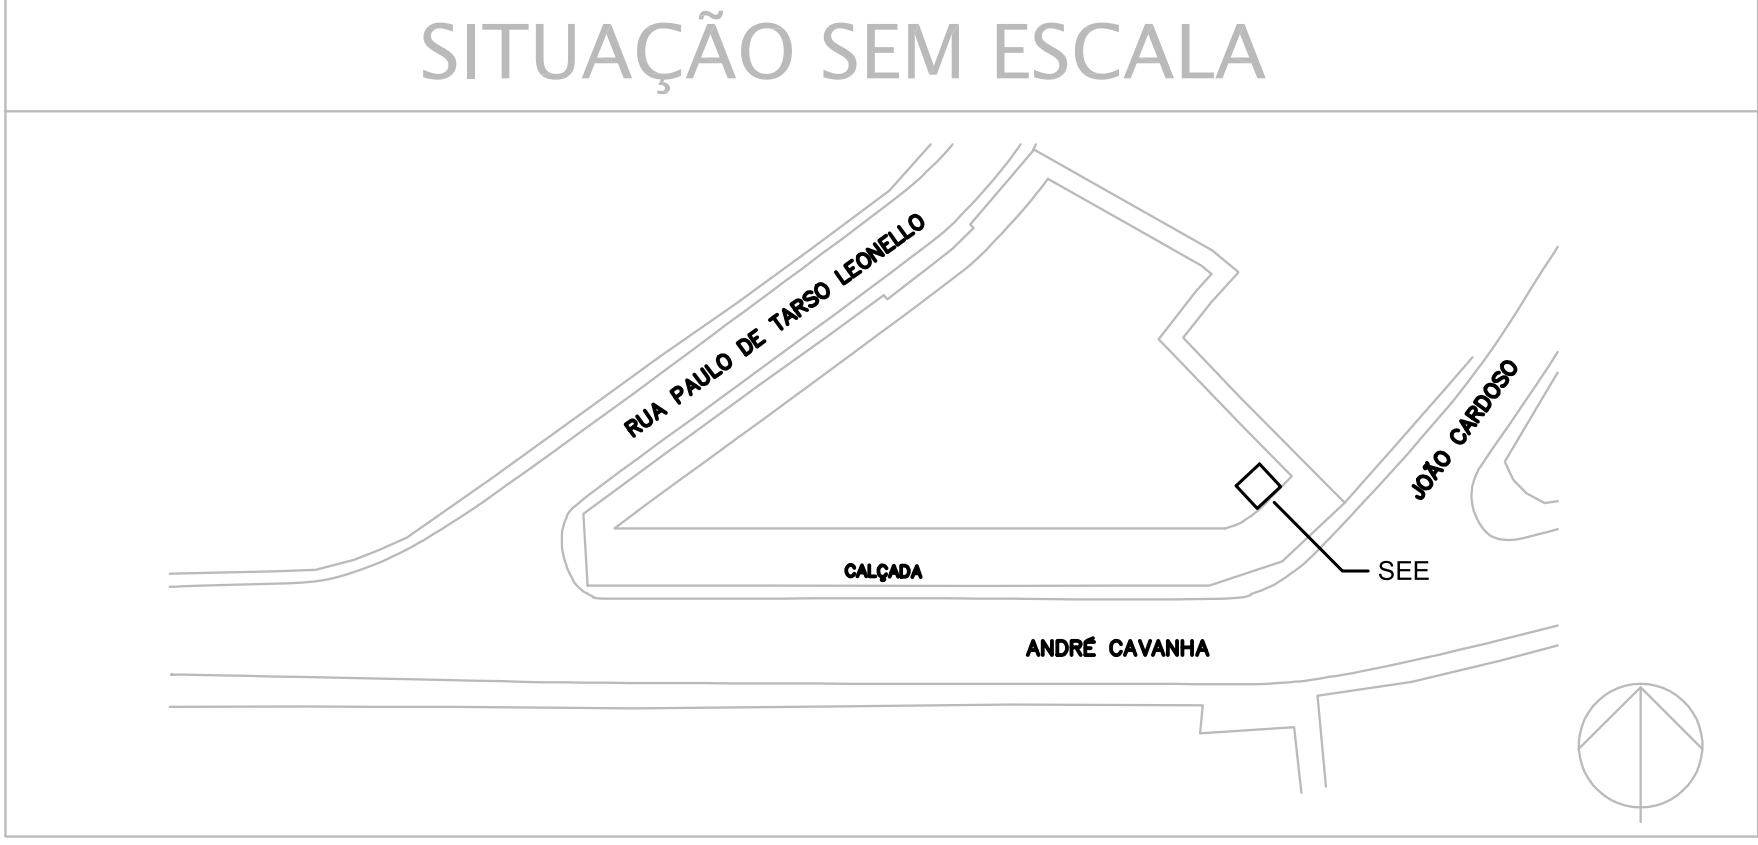 SITUAÇÃO SEM ESCALA
RUA PAULO DE TARSO LEONELLO
JOÃO CARDOSO
CALÇADA
SEE
ANDRÉ CAVANHA